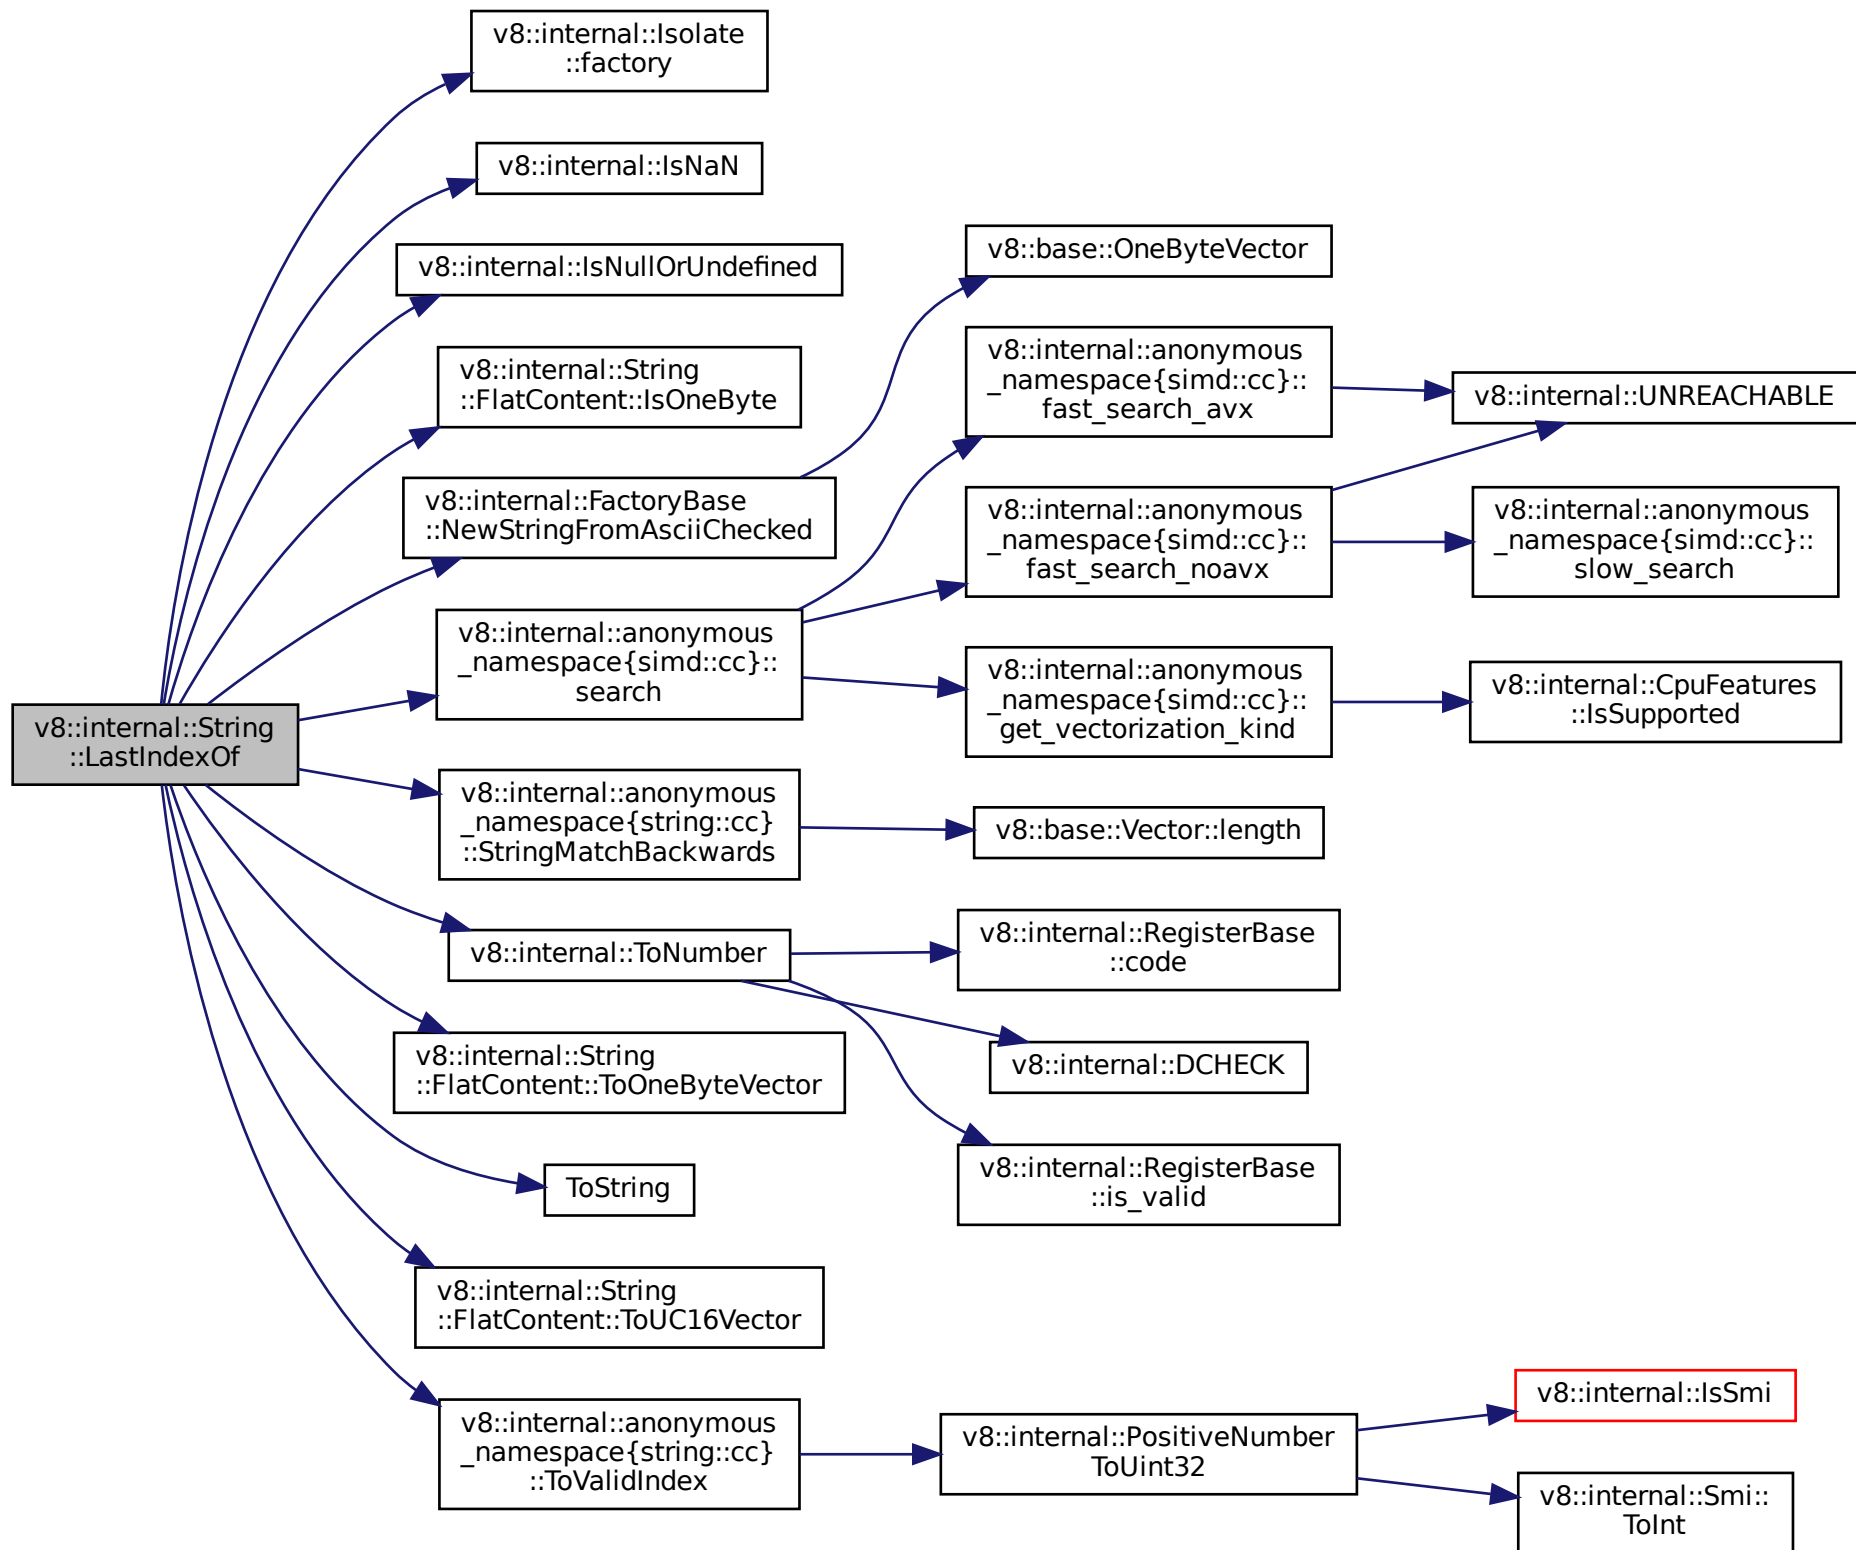 v8::internal::Isolate
::factory
v8::internal::IsNaN
v8::internal::IsNullOrUndefined
v8::internal::String
::FlatContent::IsOneByte
v8::internal::FactoryBase
::NewStringFromAsciiChecked
v8::internal::anonymous
_namespace{simd::cc}::
search
v8::internal::String
::LastIndexOf
v8::internal::anonymous
_namespace{string::cc}
::StringMatchBackwards
v8::internal::ToNumber
v8::internal::String
::FlatContent::ToOneByteVector
ToString
v8::internal::String
::FlatContent::ToUC16Vector
v8::internal::anonymous
_namespace{string::cc}
::ToValidIndex
v8::base::OneByteVector
v8::internal::anonymous
_namespace{simd::cc}::
fast_search_avx
v8::internal::anonymous
_namespace{simd::cc}::
fast_search_noavx
v8::internal::anonymous
_namespace{simd::cc}::
get_vectorization_kind
v8::base::Vector::length
v8::internal::RegisterBase
::code
v8::internal::DCHECK
v8::internal::RegisterBase
::is_valid
v8::internal::PositiveNumber
ToUint32
v8::internal::UNREACHABLE
v8::internal::anonymous
_namespace{simd::cc}::
slow_search
v8::internal::CpuFeatures
::IsSupported
v8::internal::IsSmi
v8::internal::Smi::
ToInt